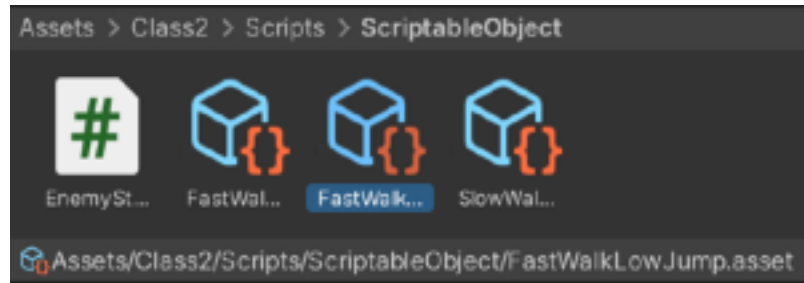 Assets > Class2 > Scripts > ScriptableObject
#
EnemySt... FastWal... FastWalk... SlowWal...
Assets/Class2/Scripts/ScriptableObject/FastWalkLowJump.asset